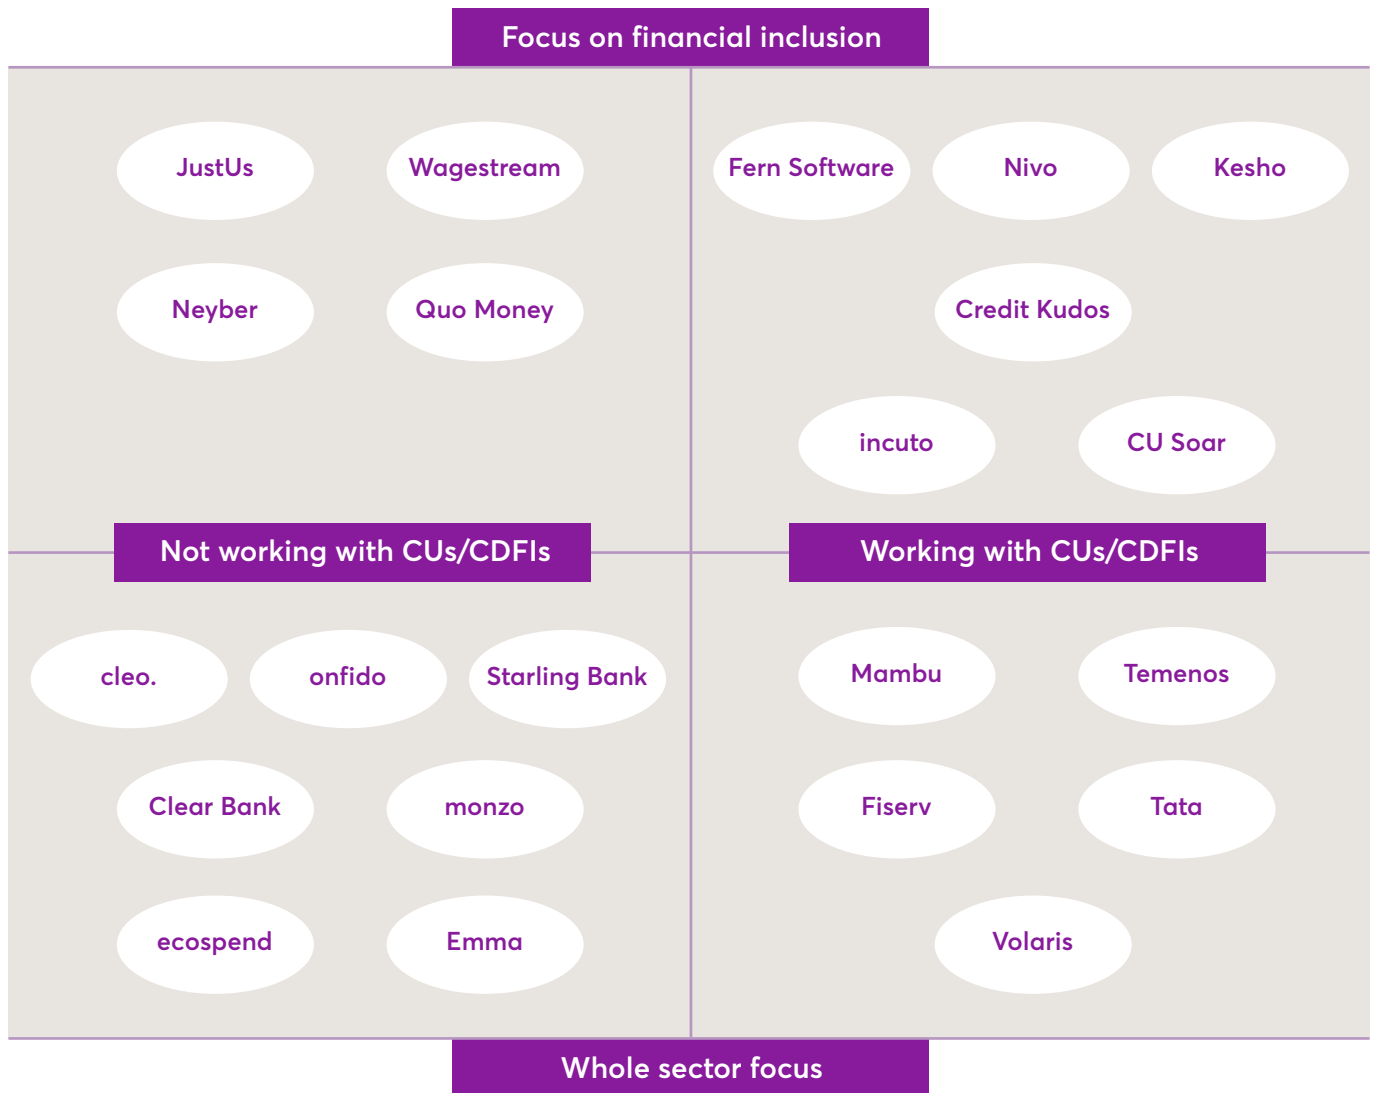 Focus on financial inclusion
JustUs
Wagestream
Neyber
Quo Money
Fern Software
Nivo
Kesho
Credit Kudos
incuto
CU Soar
Not working with CUs/CDFIs
Working with CUs/CDFIs
cleo.
onfido
Starling Bank
Clear Bank
monzo
ecospend
Emma
Mambu
Temenos
Fiserv
Tata
Volaris
Whole sector focus